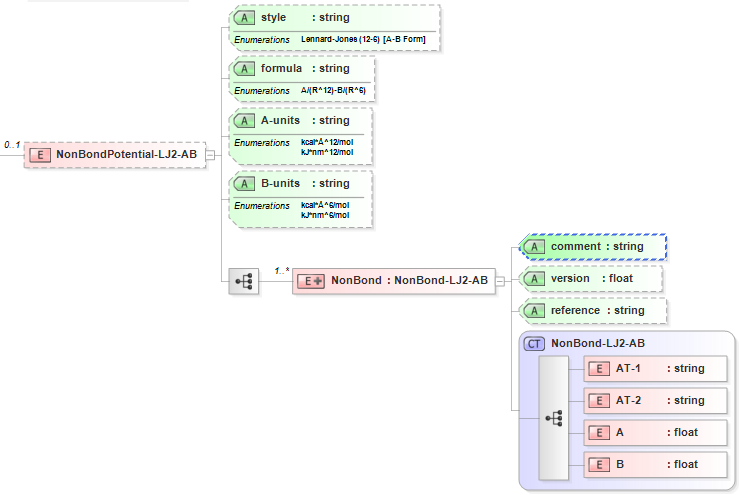 A style : string
Enumerations Lennard-Jones (12-6) [A-B Form]
A formula : string
Enumerations A/(R^12)-B/(R^6)
A A-units : string
Enumerations kcal*Å^12/mol
kJ*nm^12/mol
0..1
E NonBondPotential-LJ2-AB
A B-units : string
Enumerations kcal*Å^6/mol
kJ*nm^6/mol
1..*
E NonBond : NonBond-LJ2-AB
A comment : string
A version : float
A reference : string
CT NonBond-LJ2-AB
E AT-1 : string
E AT-2 : string
E A : float
E B : float